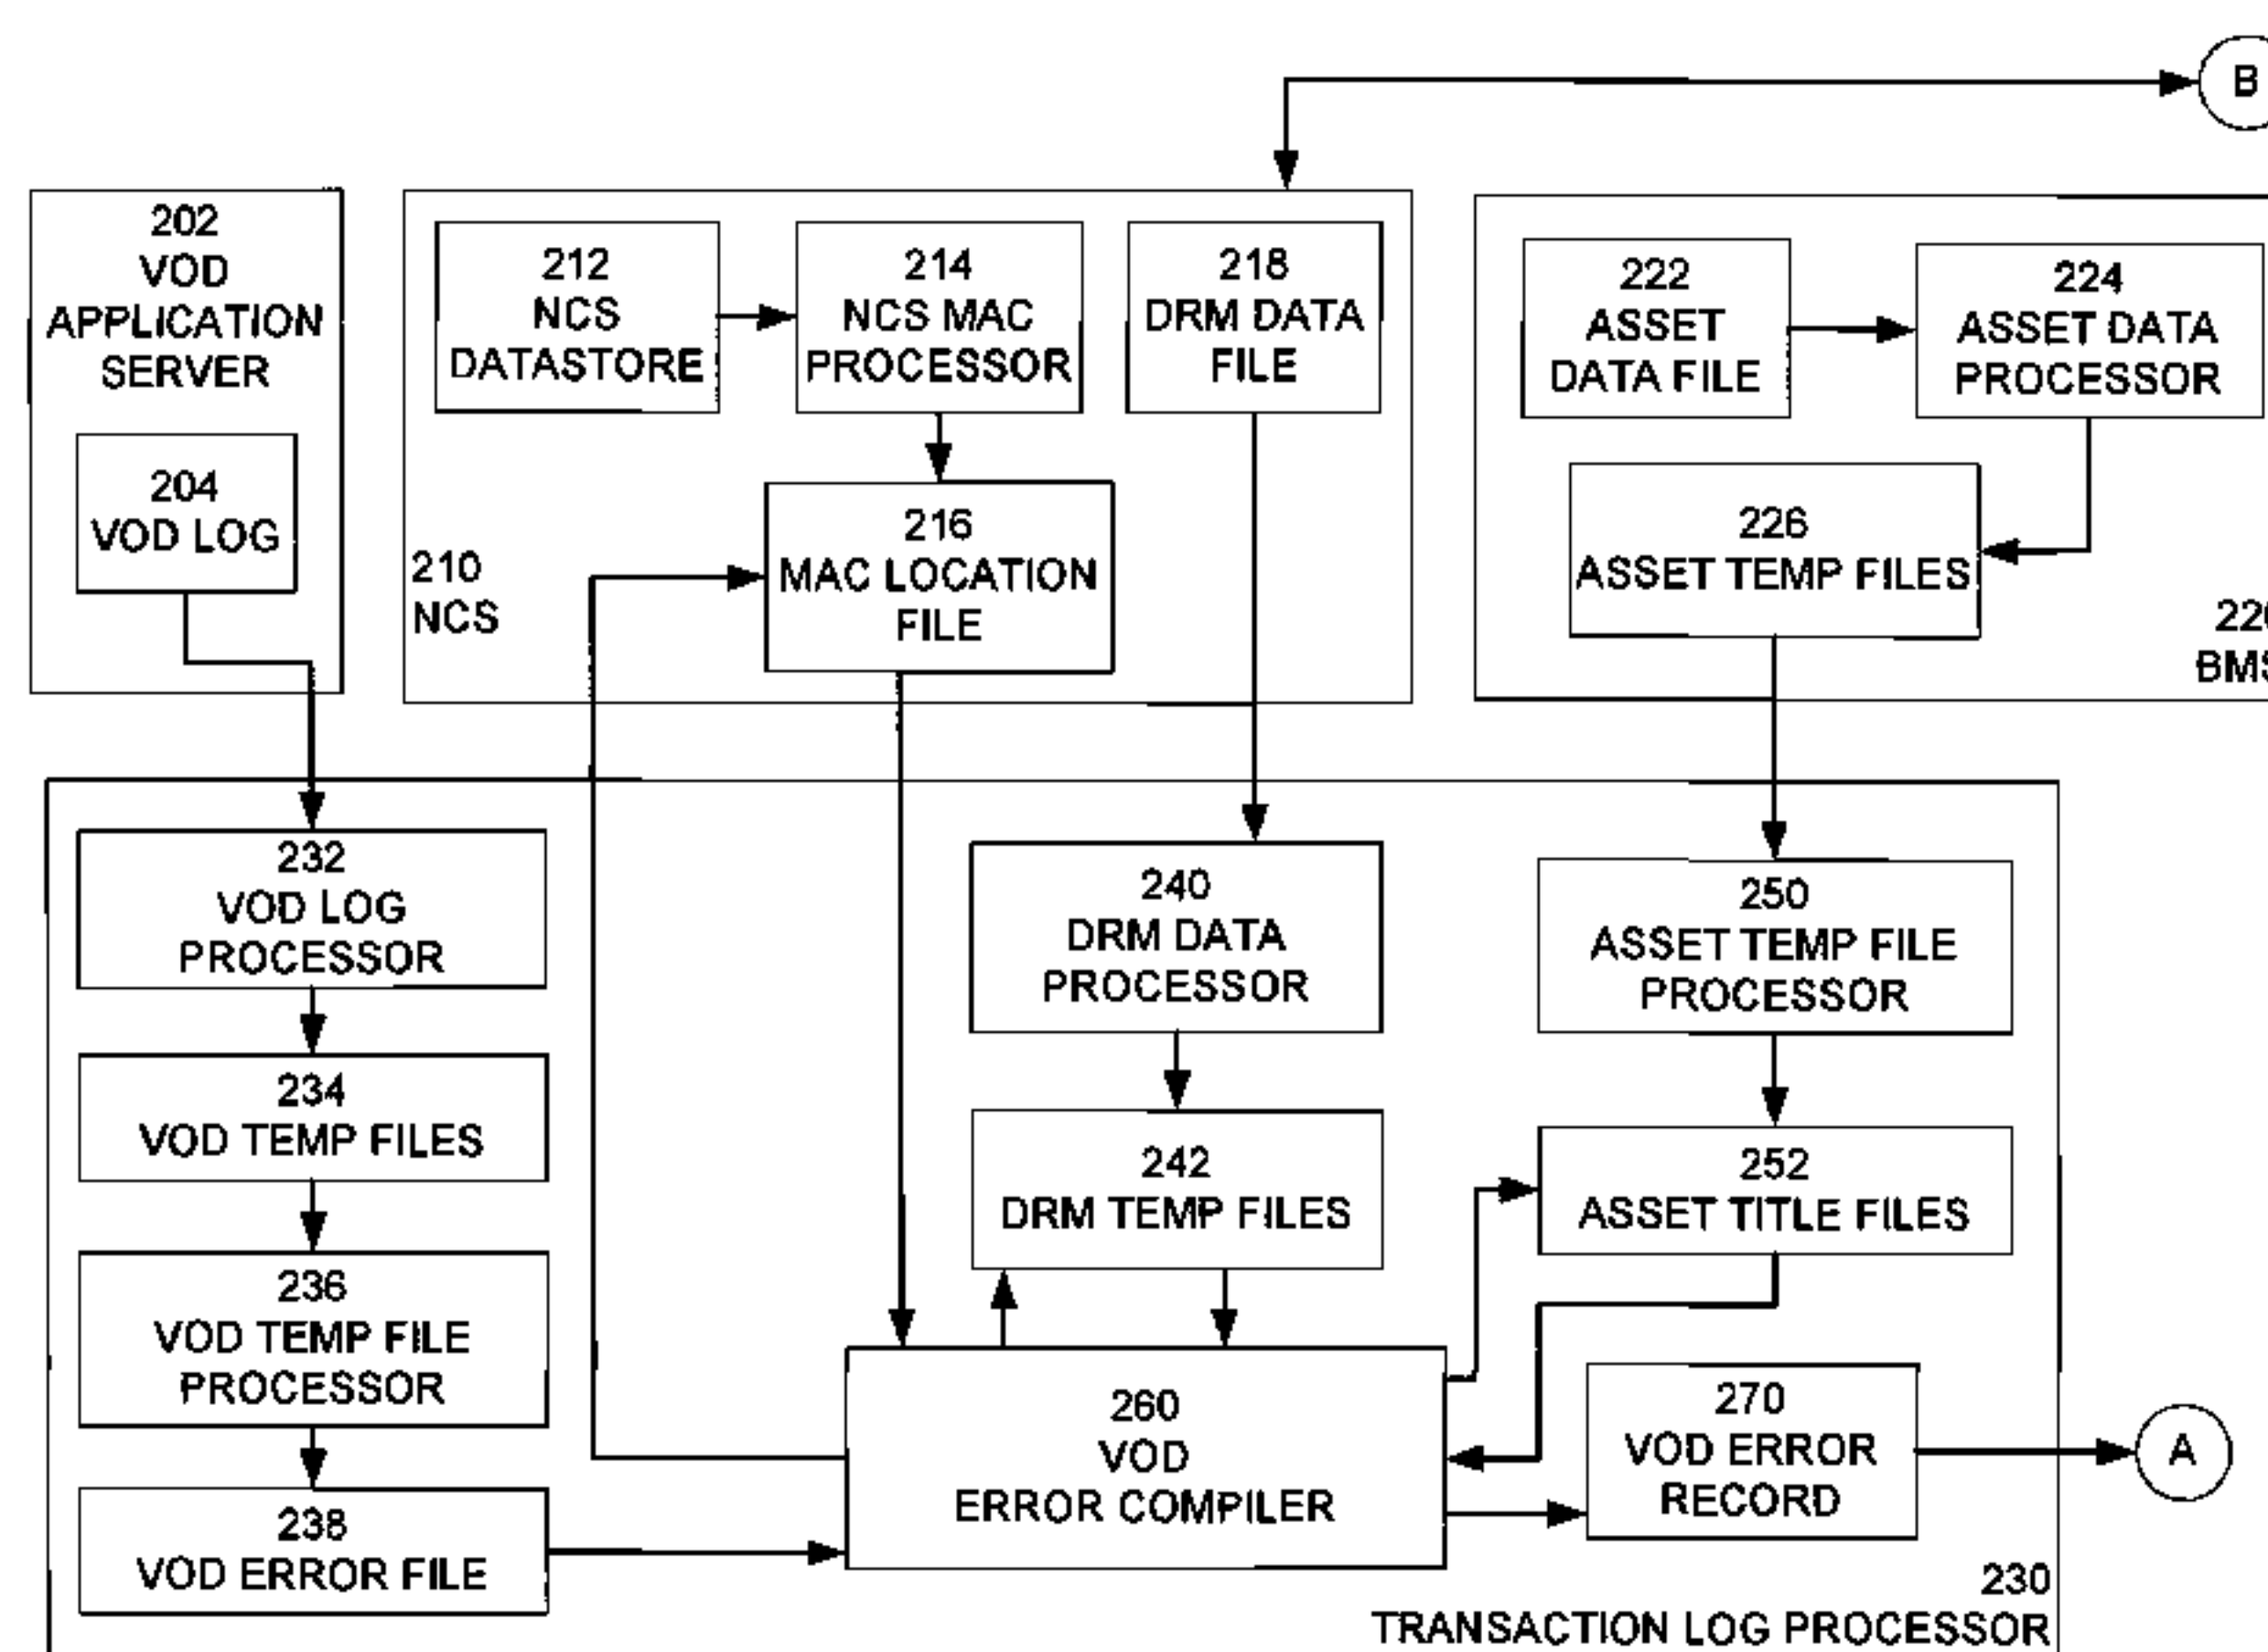 B
202
VOD
APPLICATION
SERVER
204
VOD LOG
210
NCS
212
NCS
DATASTORE
214
NCS MAC
PROCESSOR
218
DRM DATA
FILE
216
MAC LOCATION
FILE
222
ASSET
DATA FILE
224
ASSET DATA
PROCESSOR
226
ASSET TEMP FILES
232
VOD LOG
PROCESSOR
234
VOD TEMP FILES
236
VOD TEMP FILE
PROCESSOR
238
VOD ERROR FILE
240
DRM DATA
PROCESSOR
242
DRM TEMP FILES
250
ASSET TEMP FILE
PROCESSOR
252
ASSET TITLE FILES
260
VOD
ERROR COMPILER
270
VOD ERROR
RECORD
A
230
TRANSACTION LOG PROCESSOR